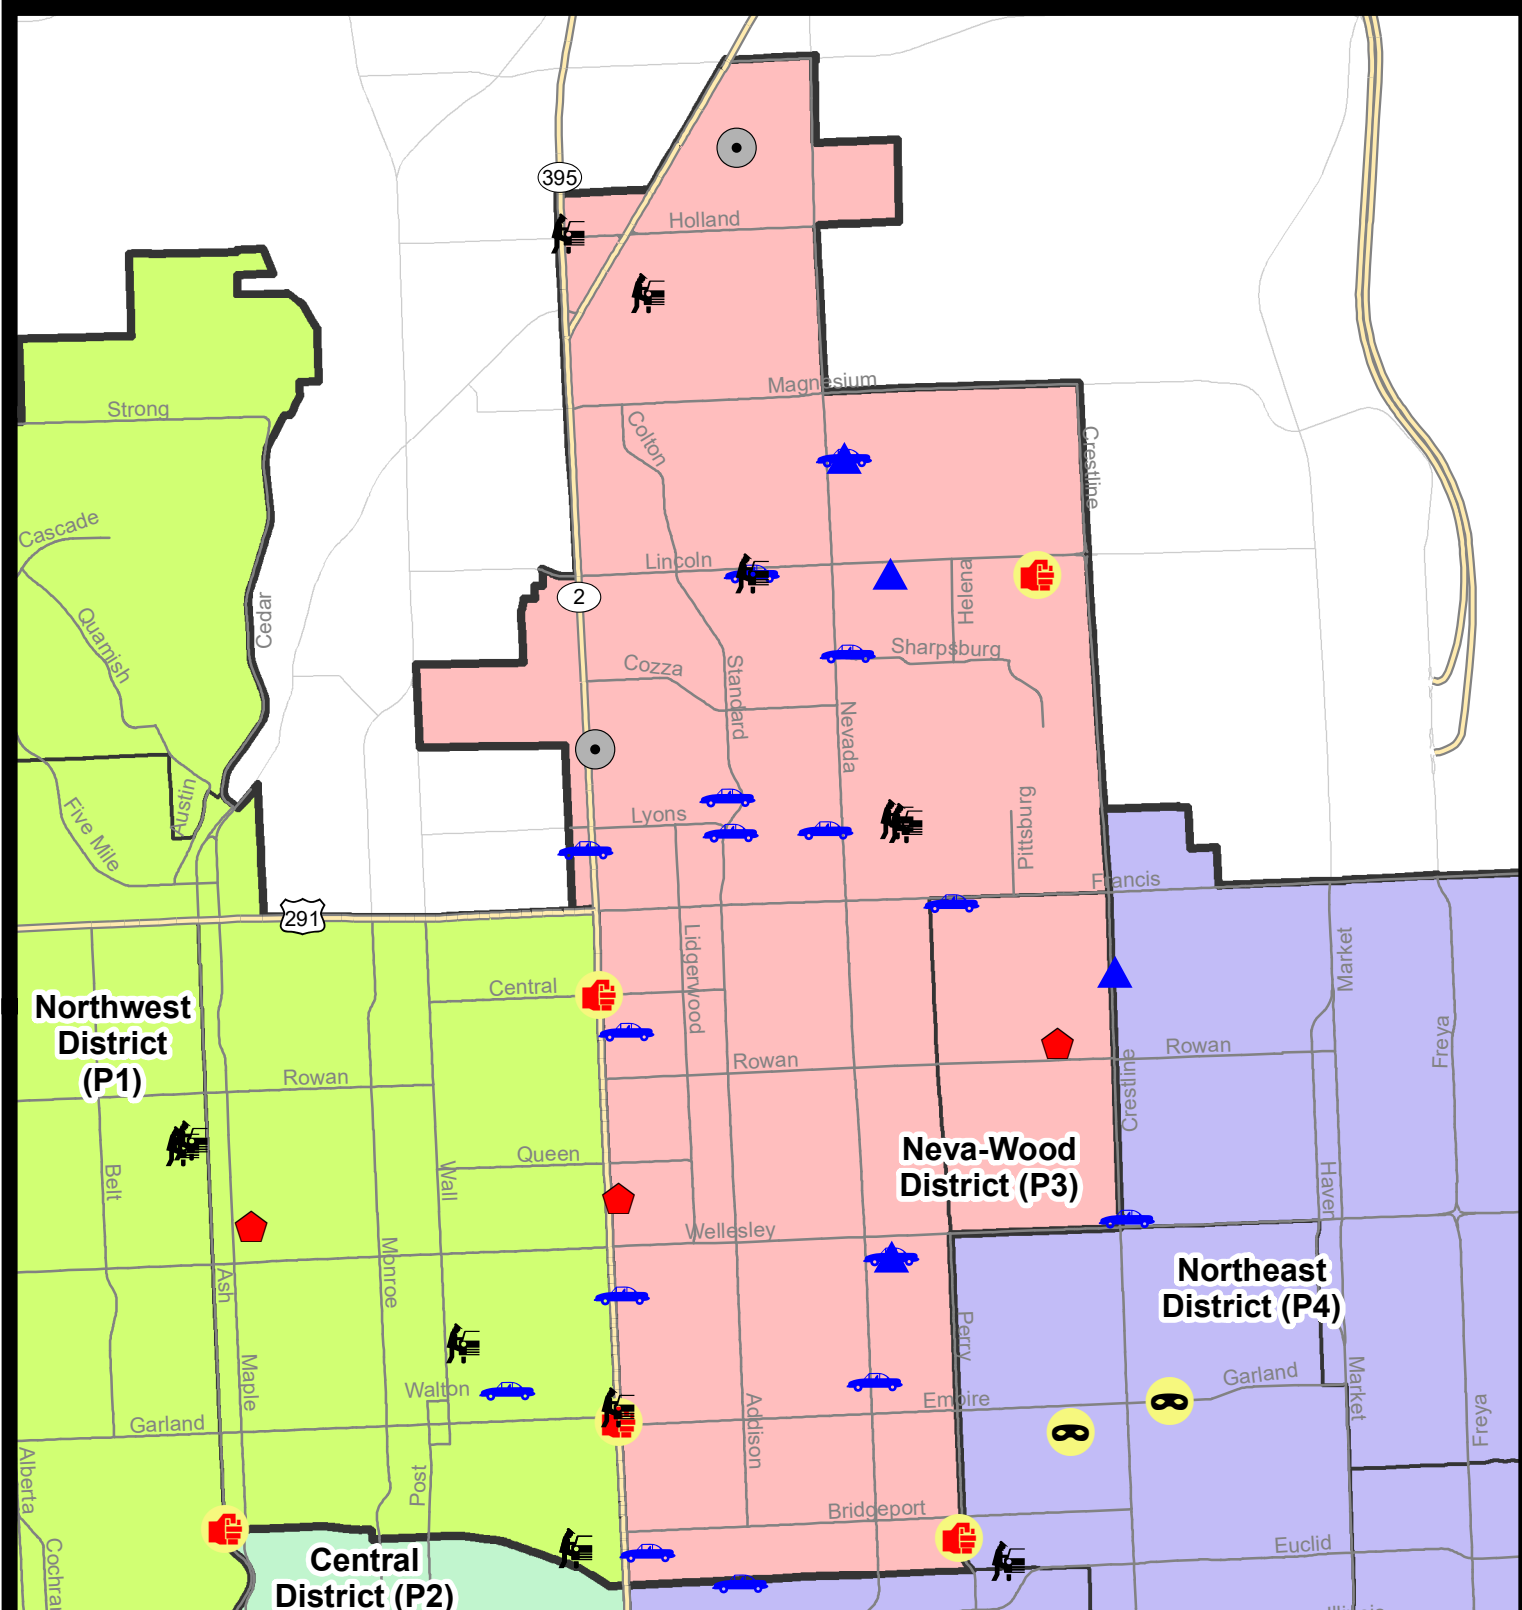 395
Holland
Magnesium
Strong
Colton
Crestline
Cascade
Lincoln
Helena
2
Quamish
Cedar
Sharpsburg
Cozza
Standard
Nevada
Austin
Five Mile
Lyons
Pittsburg
Francis
291
Lidgerwood
Market
Central
Northwest
District
(P1)
Freya
Rowan
Rowan
Rowan
Crestline
Neva-Wood
District (P3)
Queen
Belt
Wall
Haven
Wellesley
Monroe
Ash
Northeast
District (P4)
Perry
Maple
Walton
Garland
Market
Empire
Garland
Addison
Freya
Alberta
Post
Bridgeport
Euclid
Cochran
Central
District (P2)